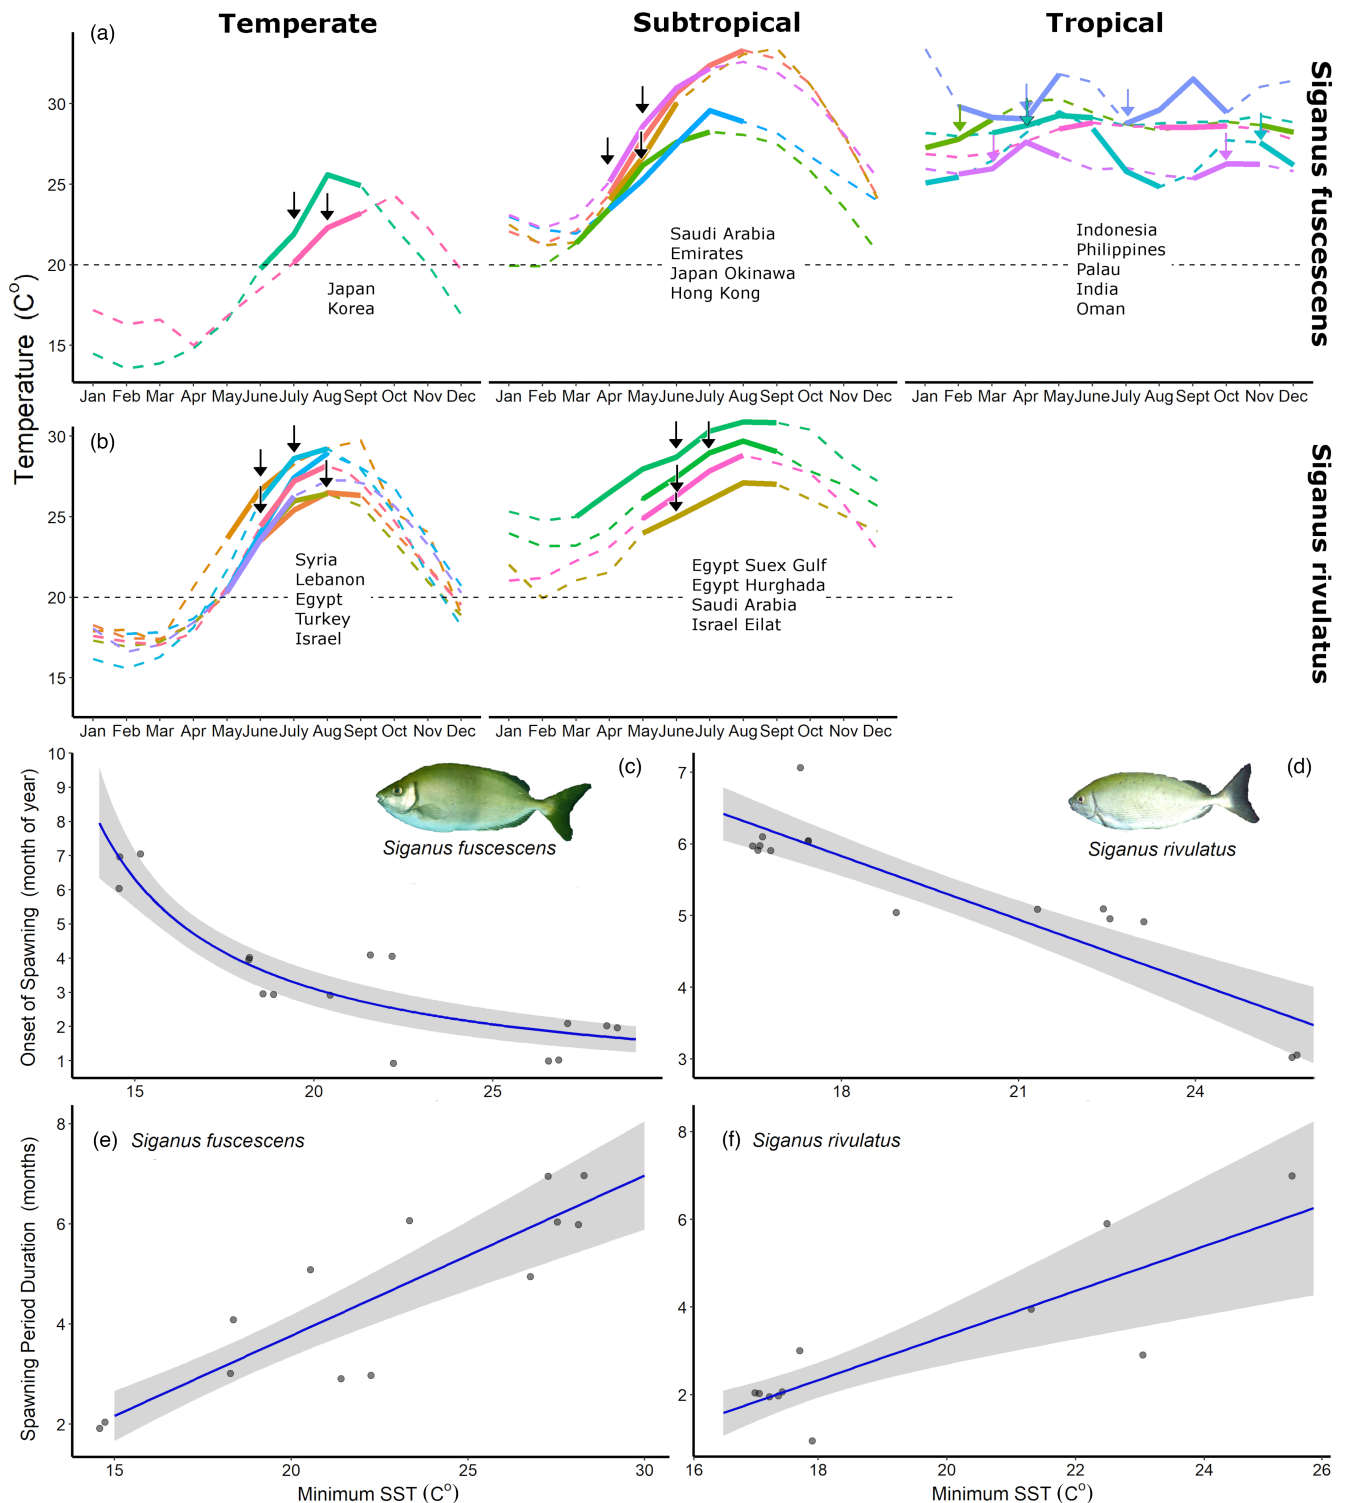 Temperate
Subtropical
Tropical
(a)
30
25
20
15
Temperature (C°)
Japan
Korea
Saudi Arabia
Emirates
Japan Okinawa
Hong Kong
Indonesia
Philippines
Palau
India
Oman
Siganus fuscescens
Jan Feb Mar Apr May June July Aug Sept Oct Nov Dec
Jan Feb Mar Apr May June July Aug Sept Oct Nov Dec
Jan Feb Mar Apr May June July Aug Sept Oct Nov Dec
(b)
30
25
20
15
Syria
Lebanon
Egypt
Turkey
Israel
Egypt Suex Gulf
Egypt Hurghada
Saudi Arabia
Israel Eilat
Siganus rivulatus
Jan Feb Mar Apr May June July Aug Sept Oct Nov Dec
Jan Feb Mar Apr May June July Aug Sept Oct Nov Dec
(c)
Siganus fuscescens
Onset of Spawning (month of year)
10
9
8
7
6
5
4
3
2
1
15 20 25
(d)
Siganus rivulatus
7
6
5
4
3
18 21 24
(e) Siganus fuscescens
Spawning Period Duration (months)
8
6
4
2
15 20 25 30
Minimum SST (C°)
(f) Siganus rivulatus
8
6
4
2
16 18 20 22 24 26
Minimum SST (C°)